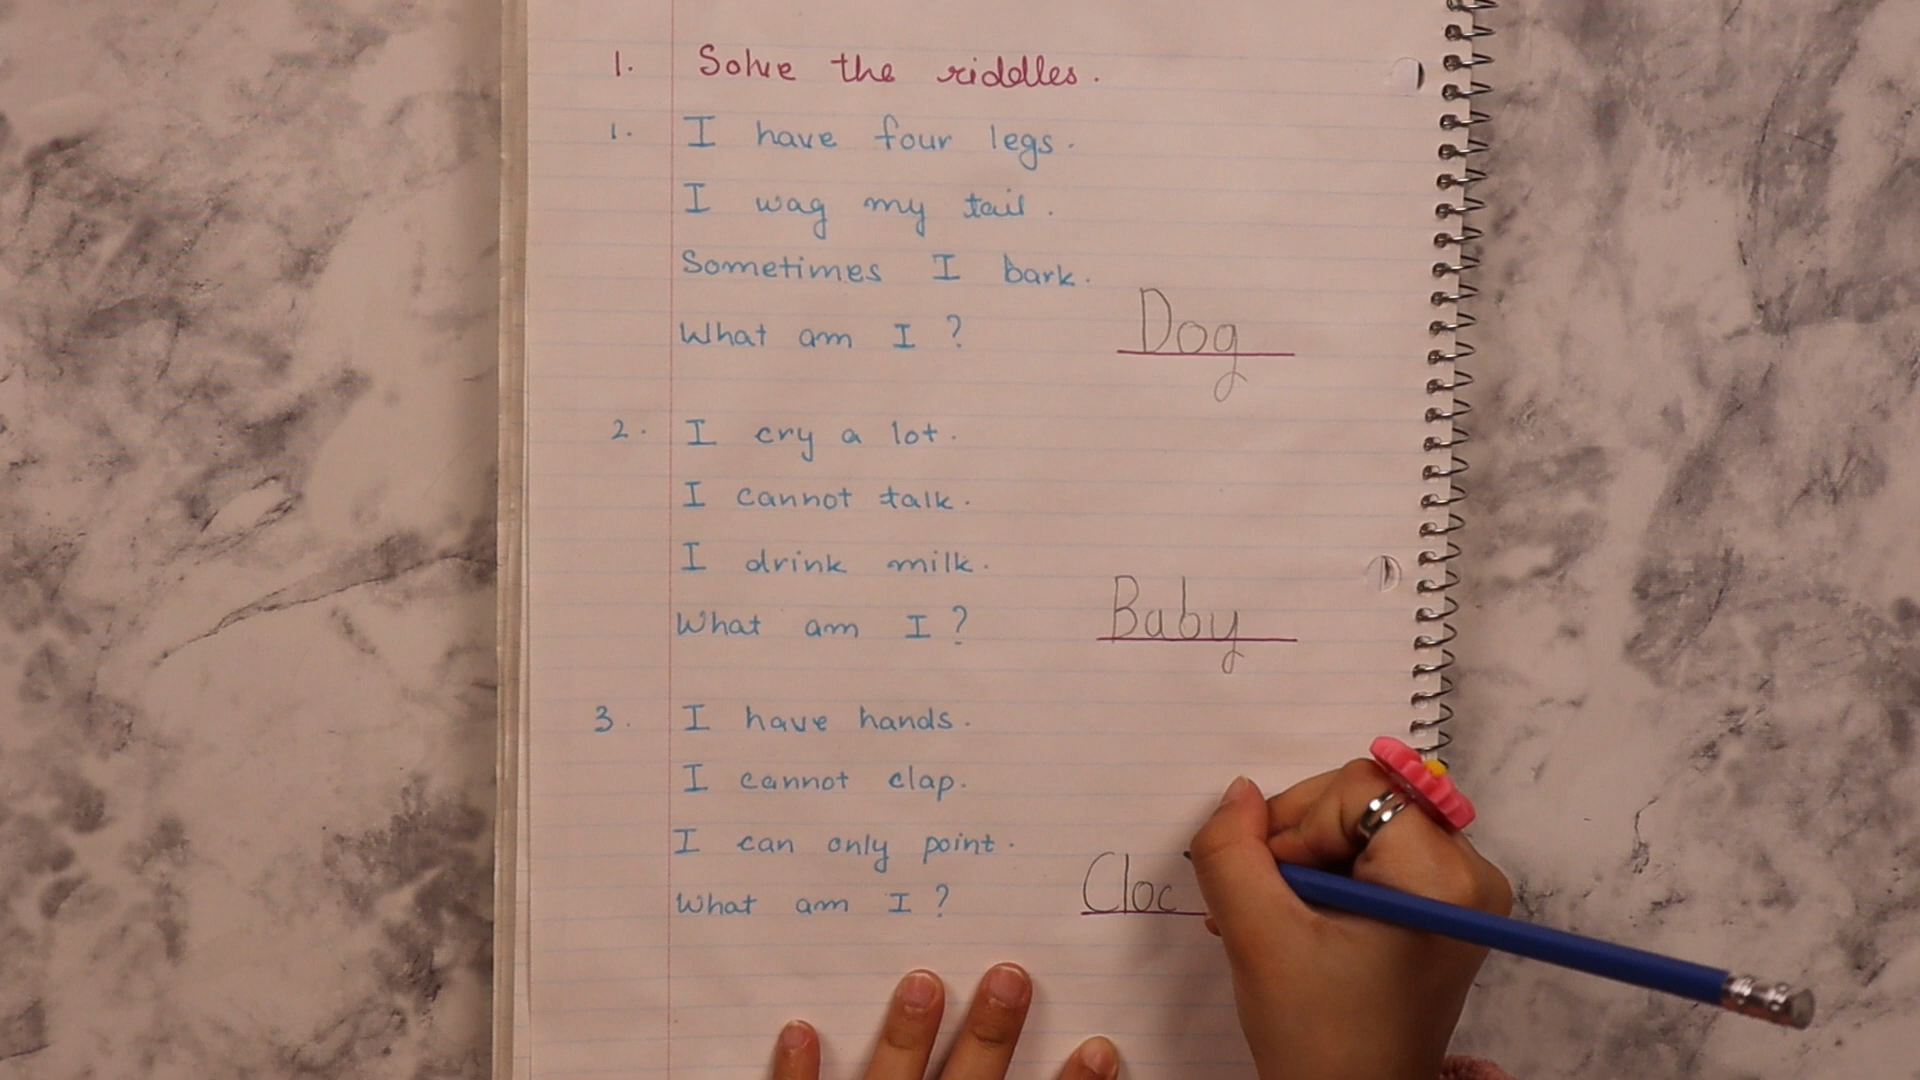 1. Solve the riddles.
1. I have four legs.
I wag my tail.
Sometimes I bark.
What am I ? Dog
2. I cry a lot.
I cannot talk.
I drink milk.
What am I ? Baby
3. I have hands.
I cannot clap.
I can only point.
What am I ? Cloc